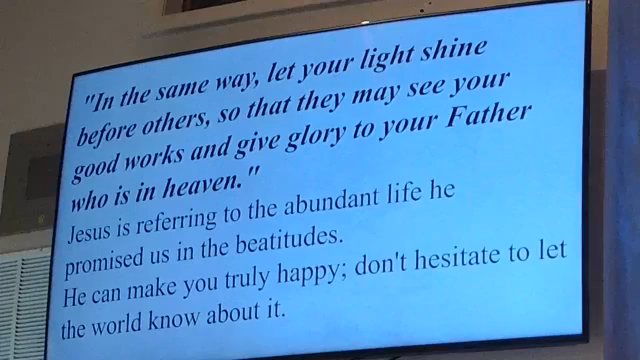 "In the same way, let your light shine
before others, so that they may see your
good works and give glory to your Father
who is in heaven."
Jesus is referring to the abundant life he
promised us in the beatitudes.
He can make you truly happy; don't hesitate to let
the world know about it.